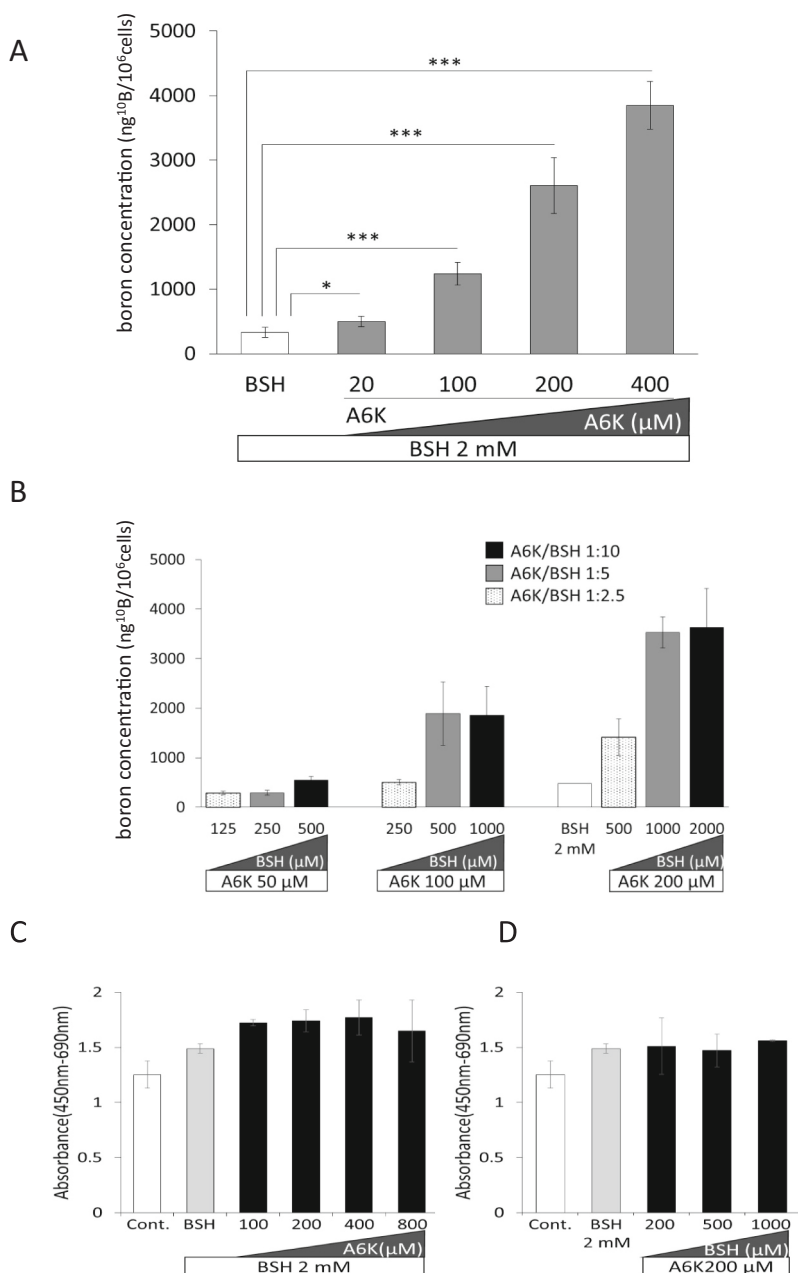 A
boron concentration (ng¹⁰B/10⁶cells)
5000
4000
3000
2000
1000
0
***
***
***
*
BSH 20 100 200 400
A6K
A6K (μM)
BSH 2 mM
B
boron concentration (ng¹⁰B/10⁶cells)
5000
4000
3000
2000
1000
0
A6K/BSH 1:10
A6K/BSH 1:5
A6K/BSH 1:2.5
125 250 500 250 500 1000 BSH 2 mM 500 1000 2000
BSH (μM) BSH (μM) BSH (μM)
A6K 50 μM A6K 100 μM A6K 200 μM
C
Absorbance(450nm-690nm)
2
1.5
1
0.5
0
Cont. BSH 100 200 400 800
A6K(μM)
BSH 2 mM
D
Absorbance(450nm-690nm)
2
1.5
1
0.5
0
Cont. BSH 2 mM 200 500 1000
BSH (μM)
A6K200 μM